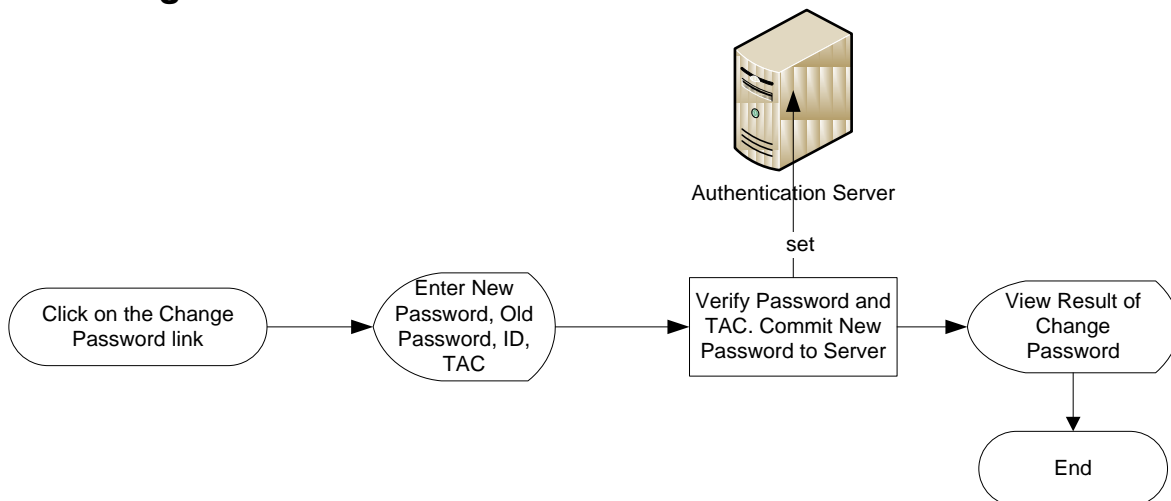 Authentication Server
set
Click on the Change
Password link
Enter New
Password, Old
Password, ID,
TAC
Verify Password and
TAC. Commit New
Password to Server
View Result of
Change
Password
End